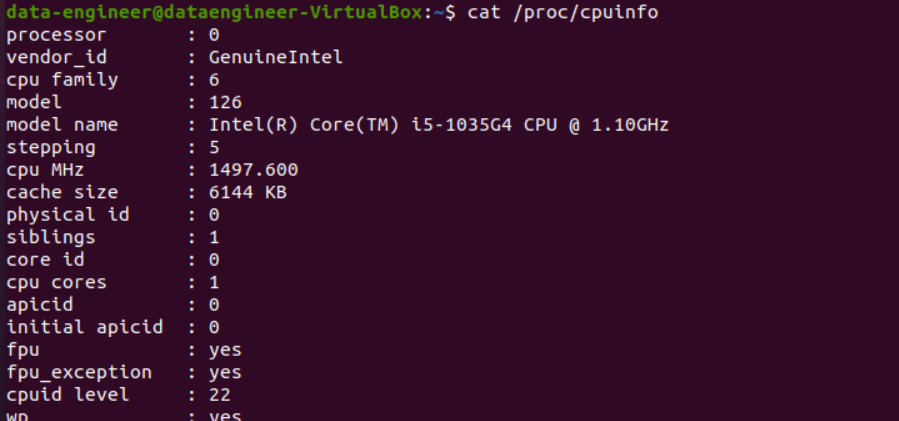 data-engineer@dataengineer-VirtualBox:~$ cat /proc/cpuinfo
processor : 0
vendor_id : GenuineIntel
cpu family : 6
model : 126
model name : Intel(R) Core(TM) i5-1035G4 CPU @ 1.10GHz
stepping : 5
cpu MHz : 1497.600
cache size : 6144 KB
physical id : 0
siblings : 1
core id : 0
cpu cores : 1
apicid : 0
initial apicid : 0
fpu : yes
fpu_exception : yes
cpuid level : 22
wp : yes